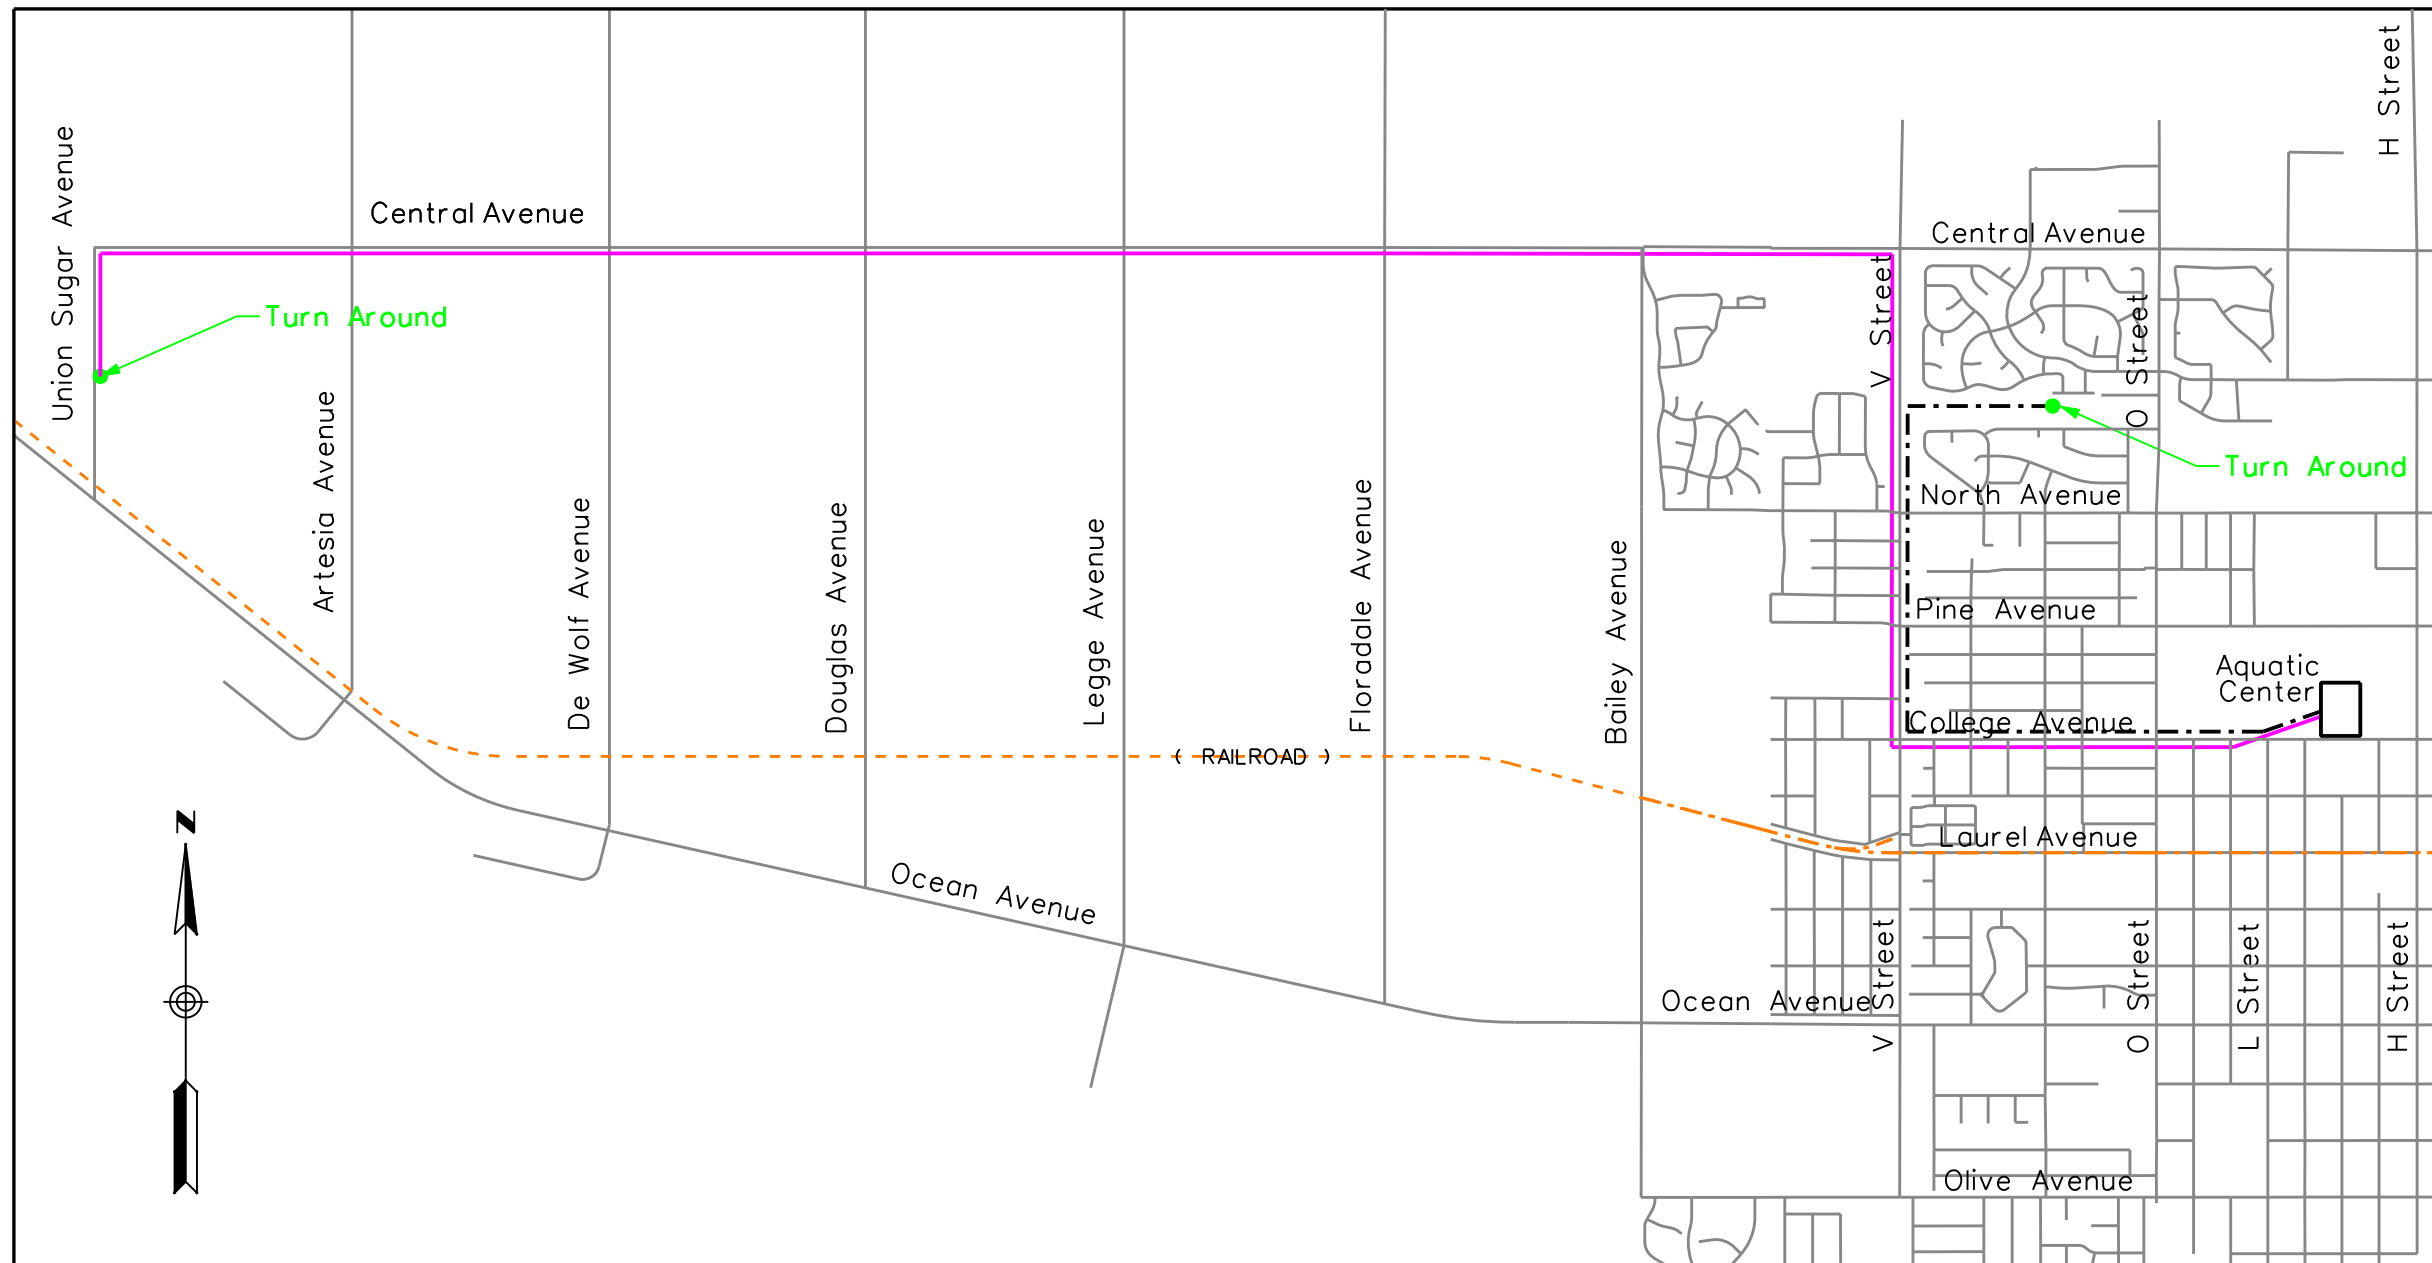 H Street
Union Sugar Avenue
Central Avenue
Central Avenue
V Street
O Street
Turn Around
Turn Around
Artesia Avenue
De Wolf Avenue
Douglas Avenue
Legge Avenue
Floradale Avenue
Bailey Avenue
North Avenue
Pine Avenue
Aquatic
Center
College Avenue
( RAILROAD )
N
Laurel Avenue
Ocean Avenue
Ocean Avenue
V Street
O Street
L Street
H Street
Olive Avenue